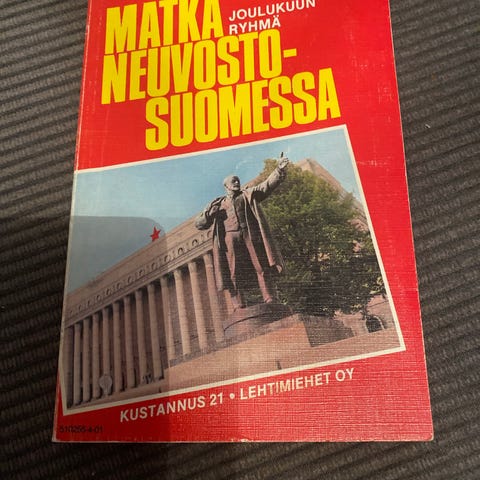 MATKA
JOULUKUUN
RYHMÄ
NEUVOSTO-
SUOMESSA
KUSTANNUS 21 • LEHTIMIEHET OY